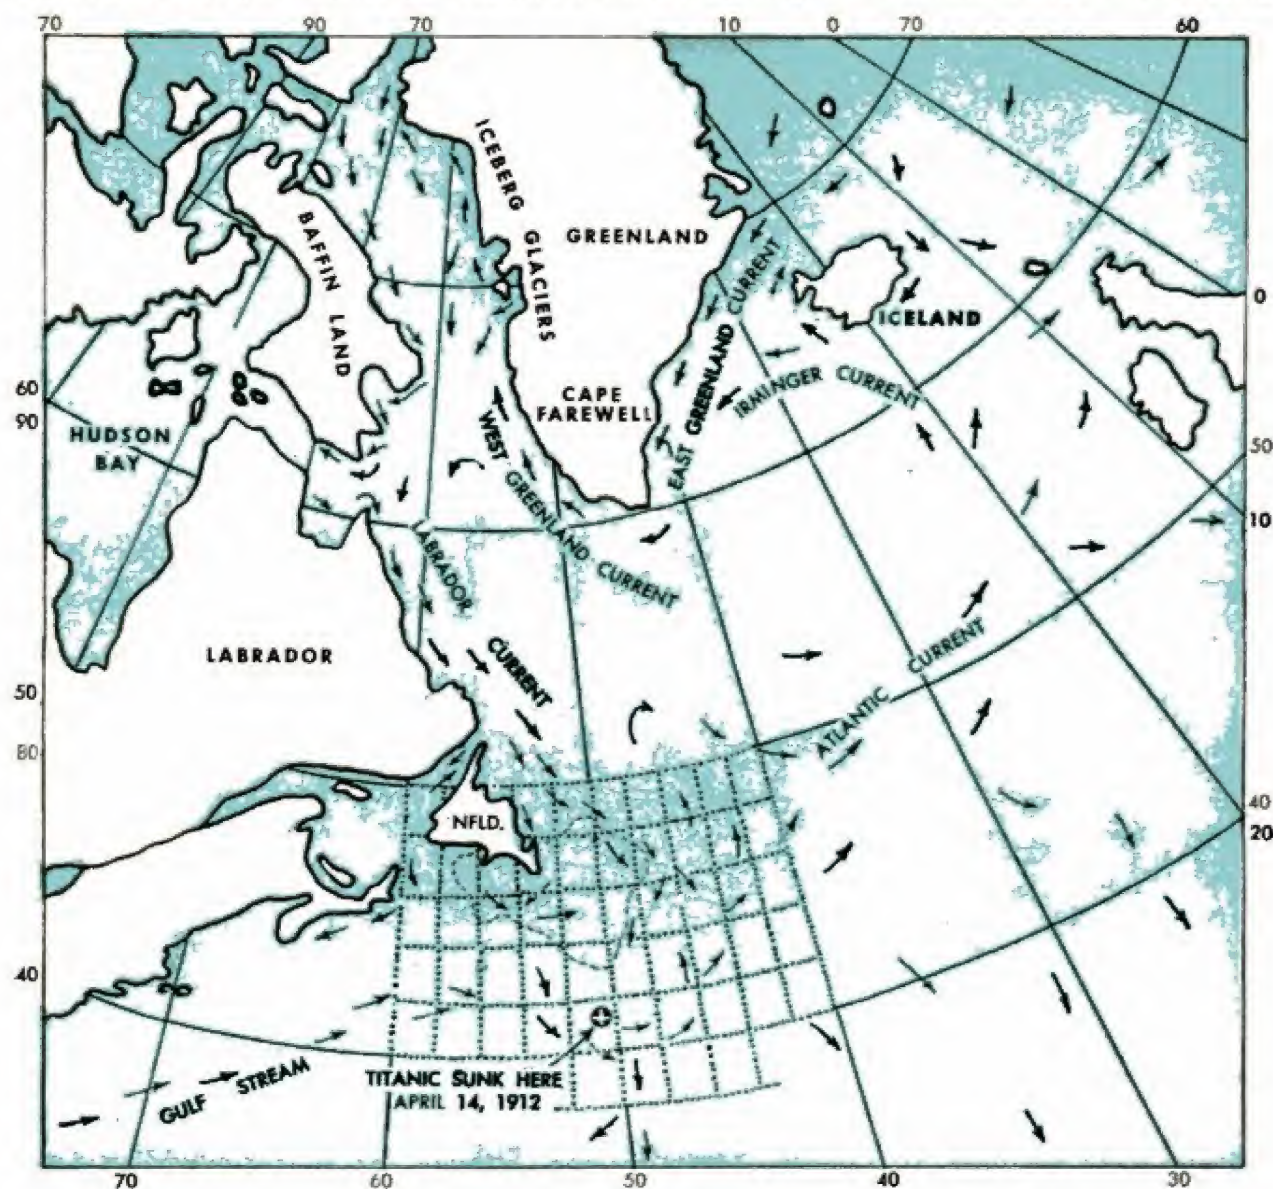 70 90 70 10 0 70 60
ICEBERG GLACIERS
GREENLAND
BAFFIN LAND
EAST GREENLAND CURRENT
0
ICELAND
CAPE
FAREWELL
IRMINGER CURRENT
60
90
HUDSON
BAY
WEST GREENLAND CURRENT
50
10
LABRADOR CURRENT
LABRADOR
ATLANTIC CURRENT
50
80
NFLD.
40
20
40
TITANIC SUNK HERE
APRIL 14, 1912
GULF STREAM
70 60 50 40 30